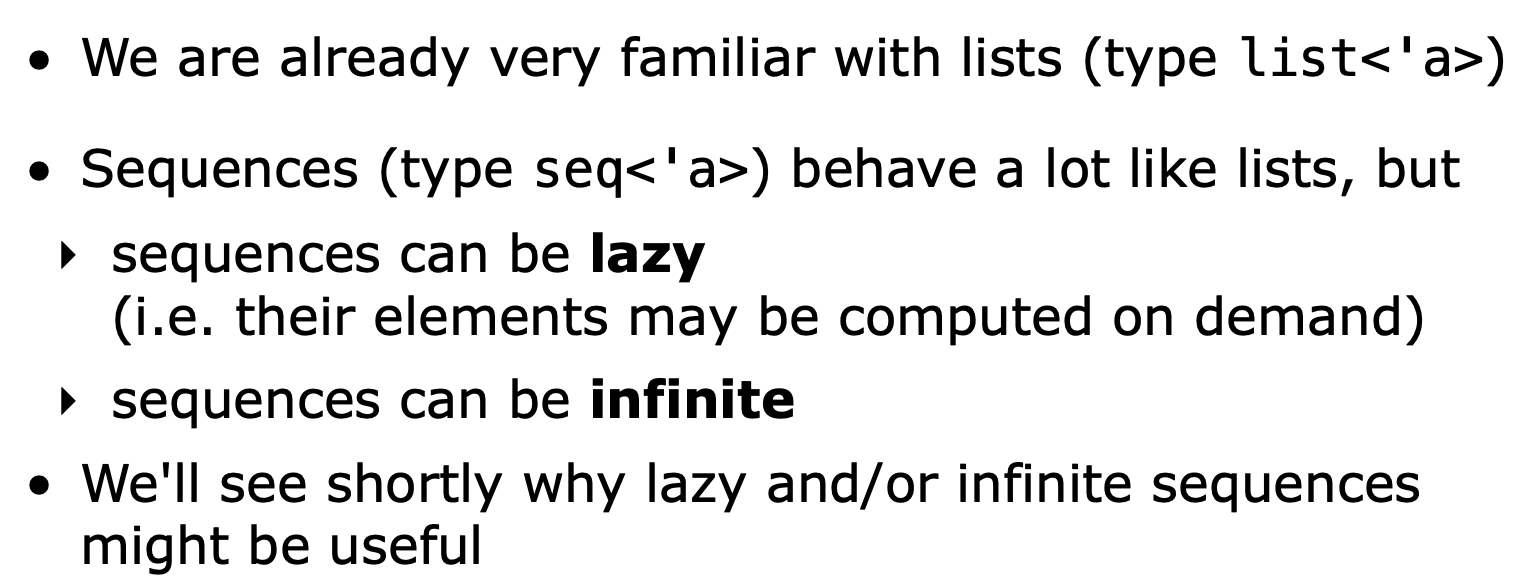 • We are already very familiar with lists (type list<'a>)
• Sequences (type seq<'a>) behave a lot like lists, but
‣ sequences can be lazy
(i.e. their elements may be computed on demand)
‣ sequences can be infinite
• We'll see shortly why lazy and/or infinite sequences
might be useful